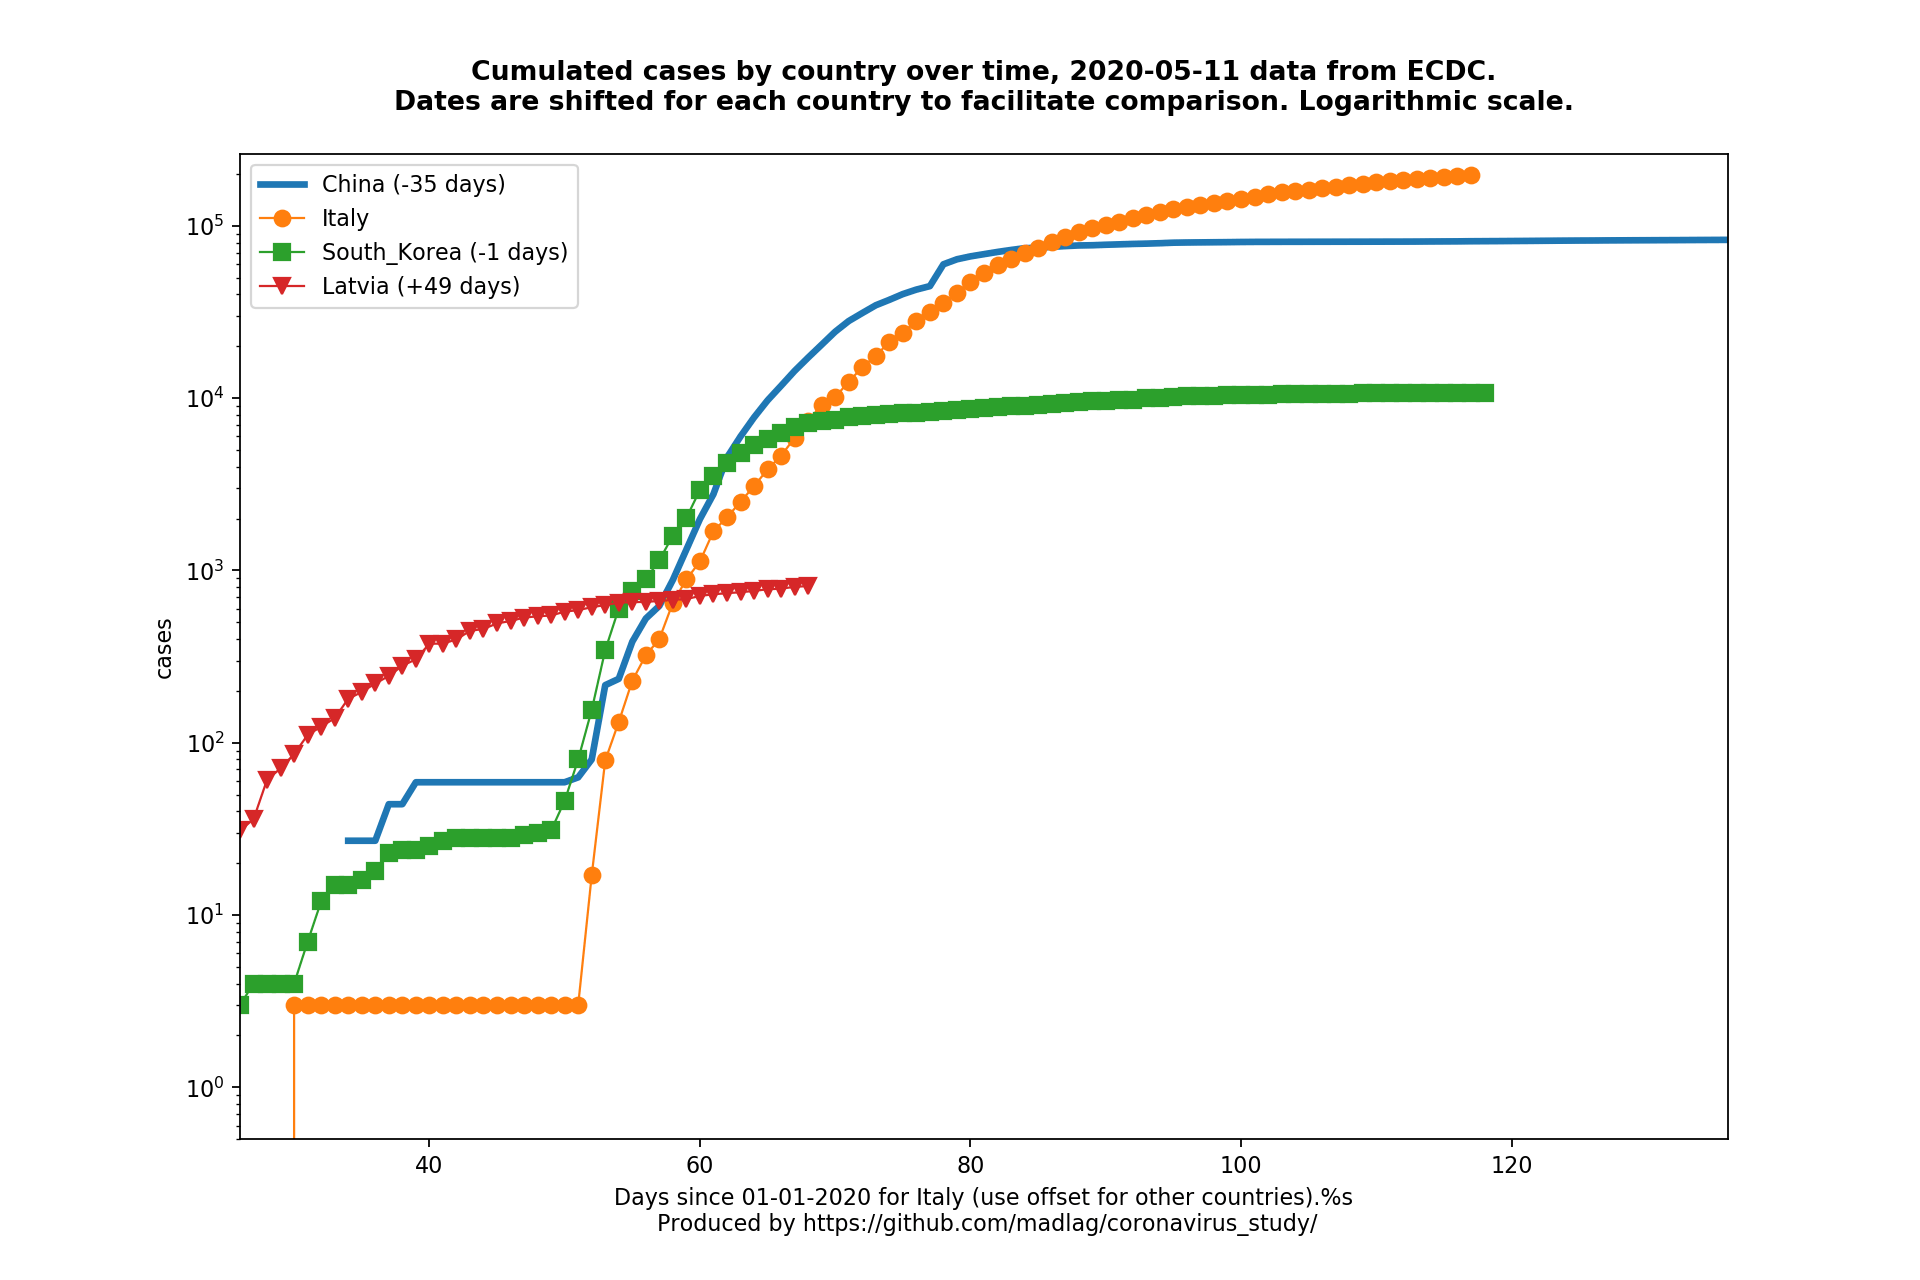 Cumulated cases by country over time, 2020-05-11 data from ECDC.
Dates are shifted for each country to facilitate comparison. Logarithmic scale.
China (-35 days)
Italy
South_Korea (-1 days)
Latvia (+49 days)
10⁵
10⁴
10³
10²
10¹
10⁰
cases
40 60 80 100 120
Days since 01-01-2020 for Italy (use offset for other countries).%s
Produced by https://github.com/madlag/coronavirus_study/